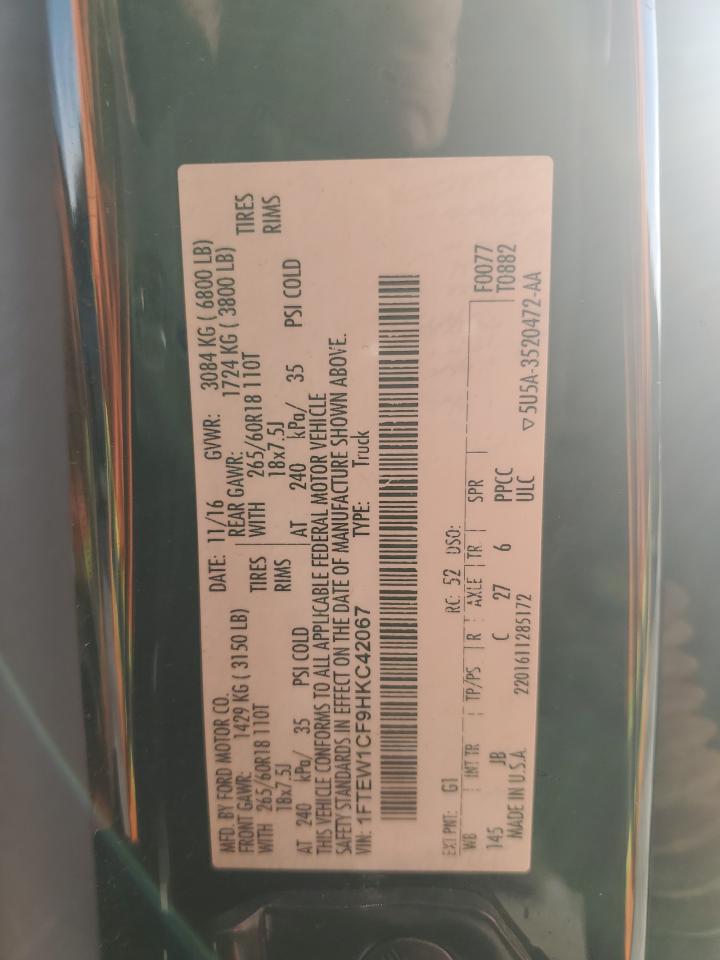 MFD. BY FORD MOTOR CO.
DATE: 11/16 GVWR: 3084 KG ( 6800 LB)
FRONT GAWR: 1429 KG ( 3150 LB) REAR GAWR: 1724 KG ( 3800 LB)
WITH 265/60R18 110T TIRES WITH 265/60R18 110T TIRES
18x7.5J RIMS 18x7.5J RIMS
AT 240 kPa/ 35 PSI COLD AT 240 kPa/ 35 PSI COLD
THIS VEHICLE CONFORMS TO ALL APPLICABLE FEDERAL MOTOR VEHICLE
SAFETY STANDARDS IN EFFECT ON THE DATE OF MANUFACTURE SHOWN ABOVE.
VIN: 1FTEW1CF9HKC42067 TYPE: Truck
EXT PNT: G1 RC: 52 DSO:
WB INT TR TP/PS R AXLE TR SPR F0077
145 JB C 27 6 PPCC T0882
MADE IN U.S.A. 2201611285172 ULC ▽5U5A-3520472-AA